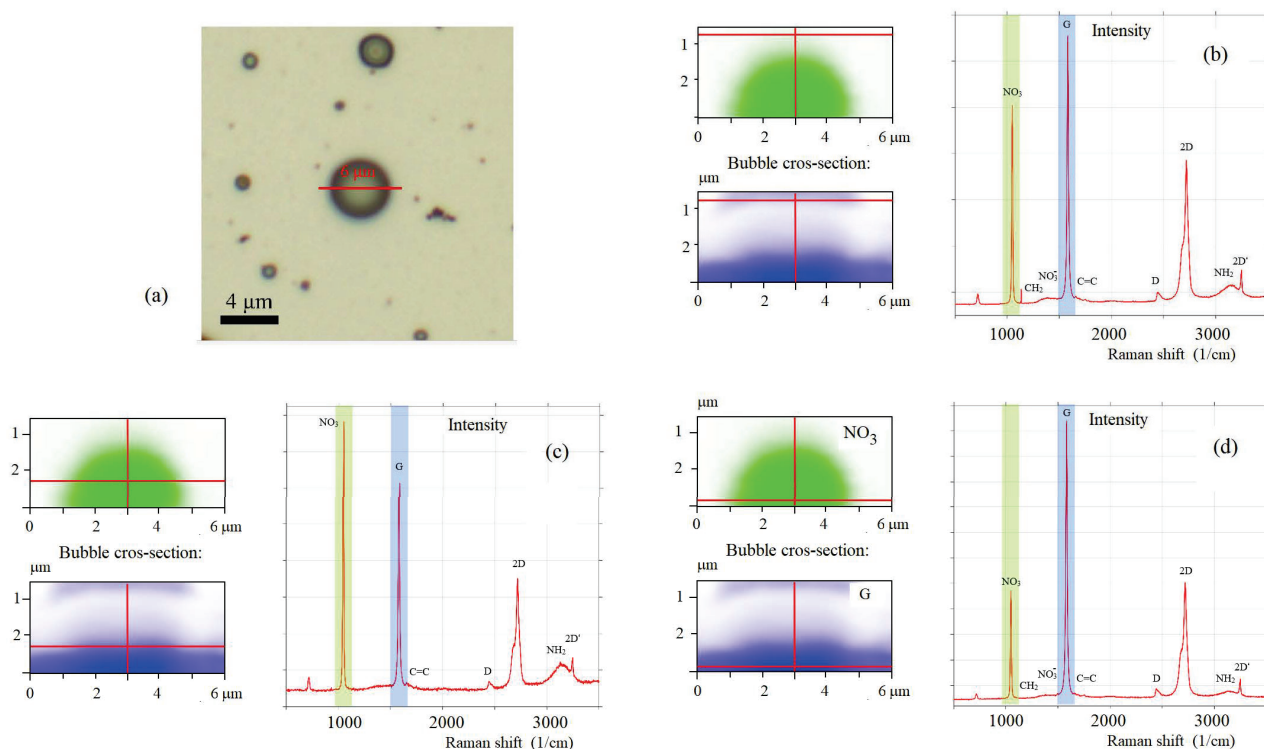 (a)
6 μm
4 μm
1
2
0
2
4
6 μm
Bubble cros-section:
μm
1
2
0
2
4
6 μm
Intensity
(b)
G
NO3
2D
CH2
NO3-
C=C
D
NH2
2D'
1000
2000
3000
Raman shift (1/cm)
1
2
0
2
4
6 μm
Bubble cros-section:
μm
1
2
0
2
4
6 μm
Intensity
(c)
NO3
G
2D
C=C
D
NH2
2D'
1000
2000
3000
Raman shift (1/cm)
μm
NO3
1
2
0
2
4
6 μm
Bubble cros-section:
μm
G
1
2
0
2
4
6 μm
G
Intensity
(d)
NO3
2D
CH2
NO3-
C=C
D
NH2
2D'
1000
2000
3000
Raman shift (1/cm)